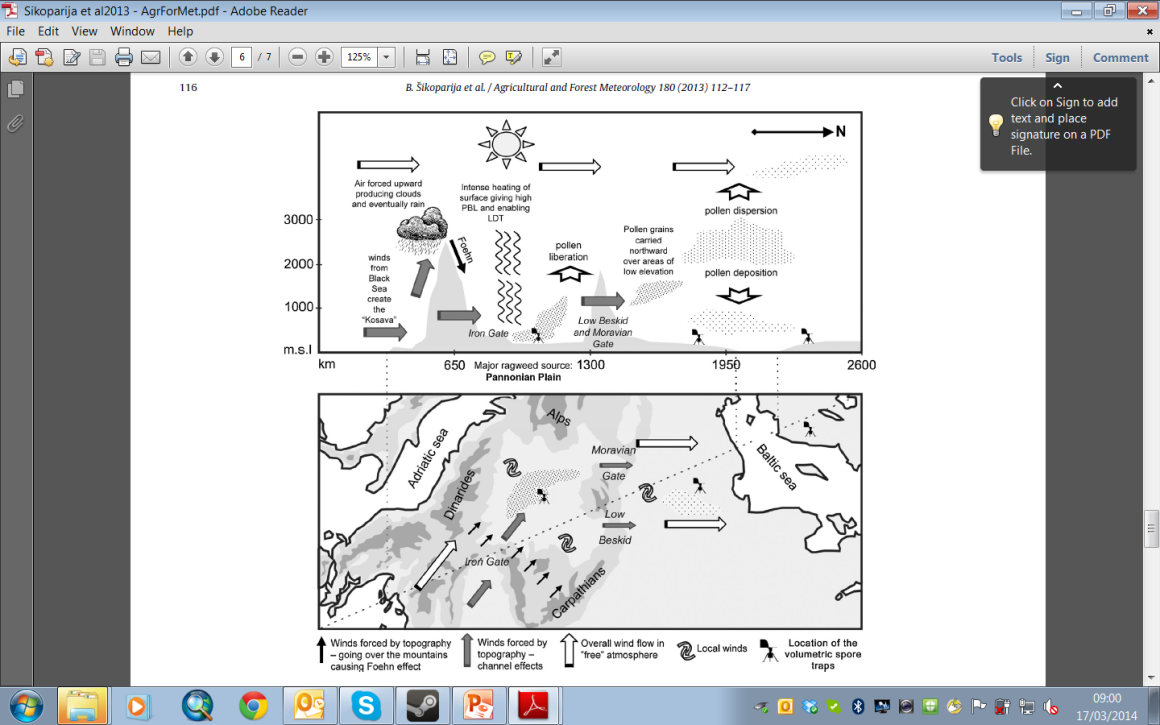 Sikoparija et al2013 - AgrForMet.pdf - Adobe Reader
File Edit View Window Help
6 / 7 125% Tools Sign Comment
116 B. Šikoparija et al. / Agricultural and Forest Meteorology 180 (2013) 112–117
Click on Sign to add
text and place
signature on a PDF
File.
N
Air forced upward
producing clouds
and eventually rain
Intense heating of
surface giving high
PBL and enabling
LDT
3000
2000
1000
m.s.l
winds
from
Black
Sea
create
the
"Kosava"
Foehn
Iron Gate
pollen
liberation
Low Beskid
and Moravian
Gate
Pollen grains
carried
northward
over areas of
low elevation
pollen dispersion
pollen deposition
km 650 1300 1950 2600
Major ragweed source:
Pannonian Plain
Adriatic sea
Dinarides
Alps
Iron Gate
Carpathians
Moravian
Gate
Low
Beskid
Baltic sea
Winds forced by topography
– going over the mountains
causing Foehn effect
Winds forced by
topography –
channel effects
Overall wind flow in
"free" atmosphere
Local winds
Location of the
volumetric spore
traps
09:00
17/03/2014